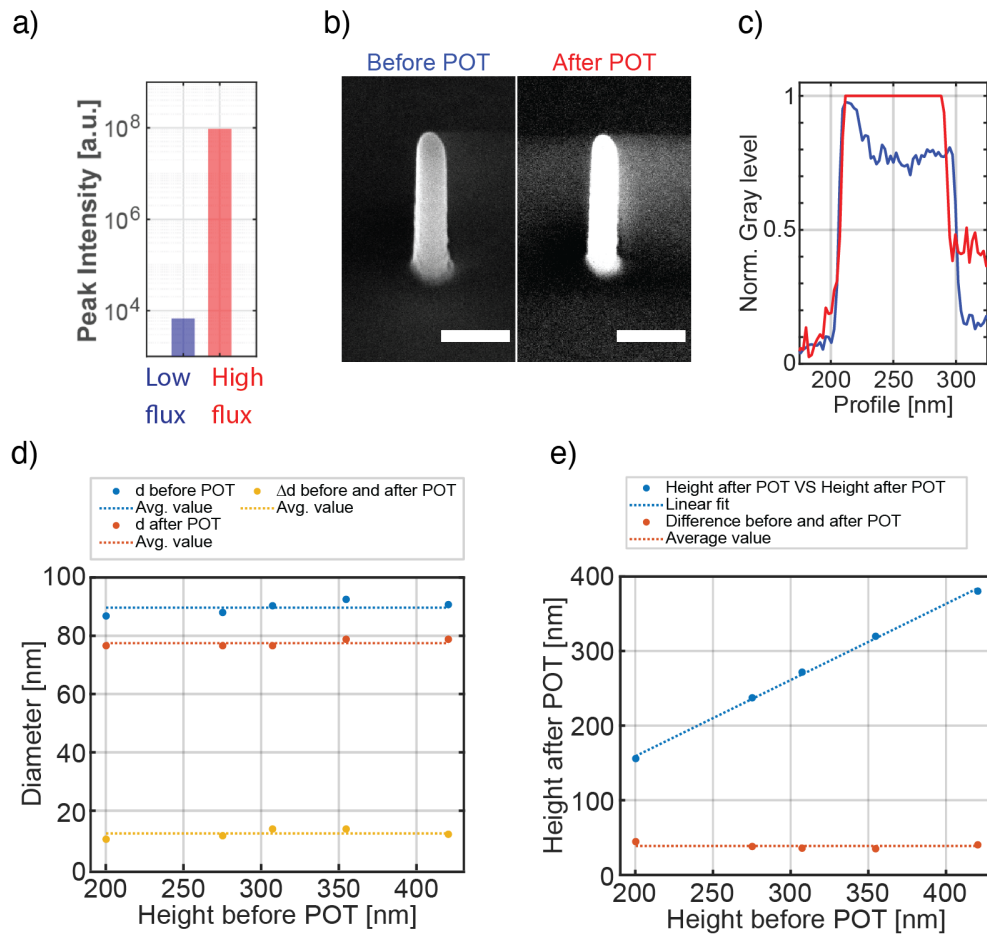 a)
Peak Intensity [a.u.]
10^8
10^6
10^4
Low
flux
High
flux
b)
Before POT
After POT
c)
Norm. Gray level
1
0.5
0
200
250
300
Profile [nm]
d)
d before POT
Avg. value
d after POT
Avg. value
Δd before and after POT
Avg. value
Diameter [nm]
100
80
60
40
20
0
200
250
300
350
400
Height before POT [nm]
e)
Height after POT VS Height after POT
Linear fit
Difference before and after POT
Average value
Height after POT [nm]
400
300
200
100
0
200
250
300
350
400
Height before POT [nm]